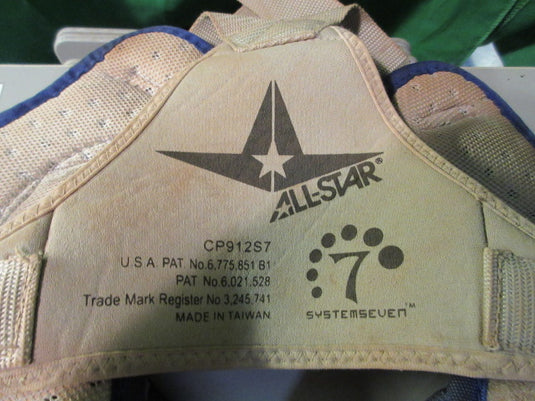 ALL-STAR®
CP912S7
U.S.A. PAT. No.6,775,851 B1
PAT No.6,021,528
Trade Mark Register No 3,245,741
MADE IN TAIWAN
7
SYSTEMSEVEN™